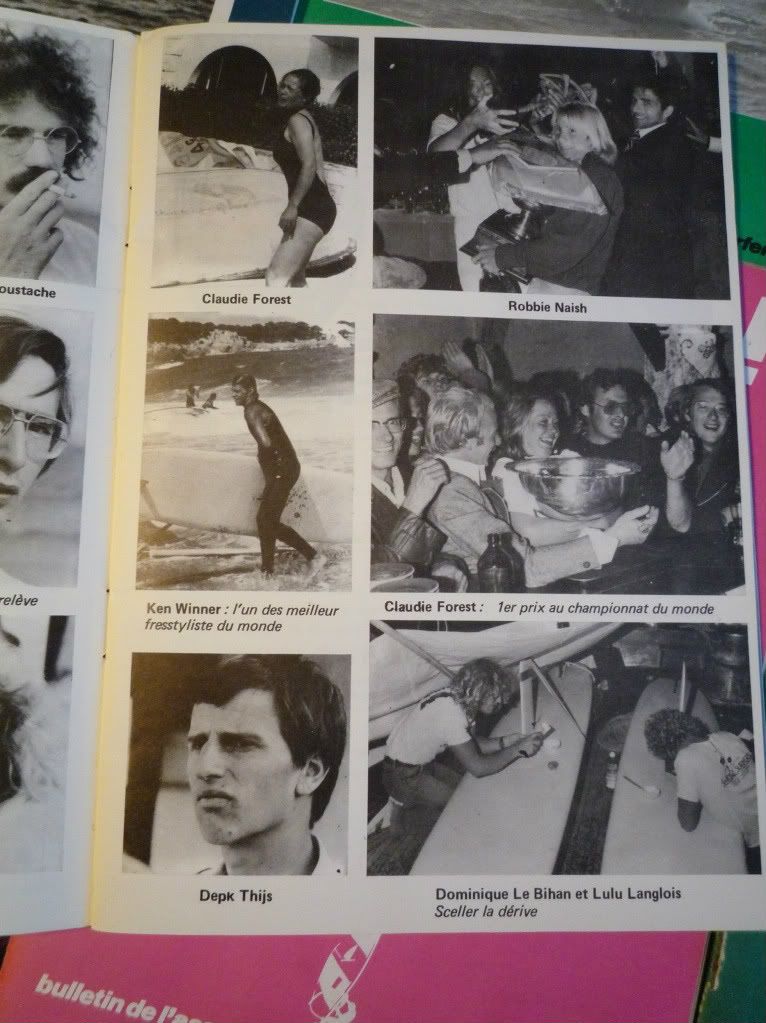 oustache
Claudie Forest
Robbie Naish
relève
Ken Winner : l'un des meilleur
fresstyliste du monde
Claudie Forest : 1er prix au championnat du monde
Depk Thijs
Dominique Le Bihan et Lulu Langlois
Sceller la dérive
bulletin de l'as